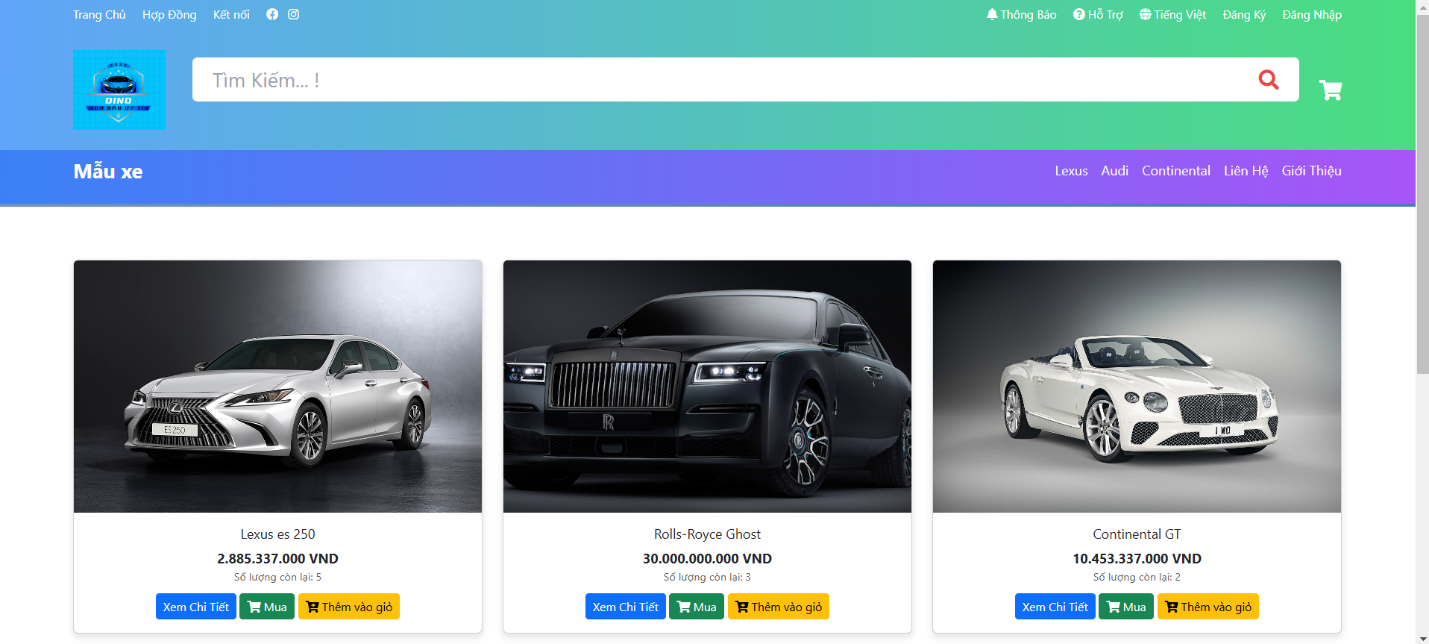 Trang Chủ Hợp Đồng Kết nối Thông Báo Hỗ Trợ Tiếng Việt Đăng Ký Đăng Nhập
DINO
Tìm Kiếm... !
Mẫu xe Lexus Audi Continental Liên Hệ Giới Thiệu
ES 250
1 WO
Lexus es 250 Rolls-Royce Ghost Continental GT
2.885.337.000 VND 30.000.000.000 VND 10.453.337.000 VND
Số lượng còn lại: 5 Số lượng còn lại: 3 Số lượng còn lại: 2
Xem Chi Tiết Mua Thêm vào giỏ Xem Chi Tiết Mua Thêm vào giỏ Xem Chi Tiết Mua Thêm vào giỏ